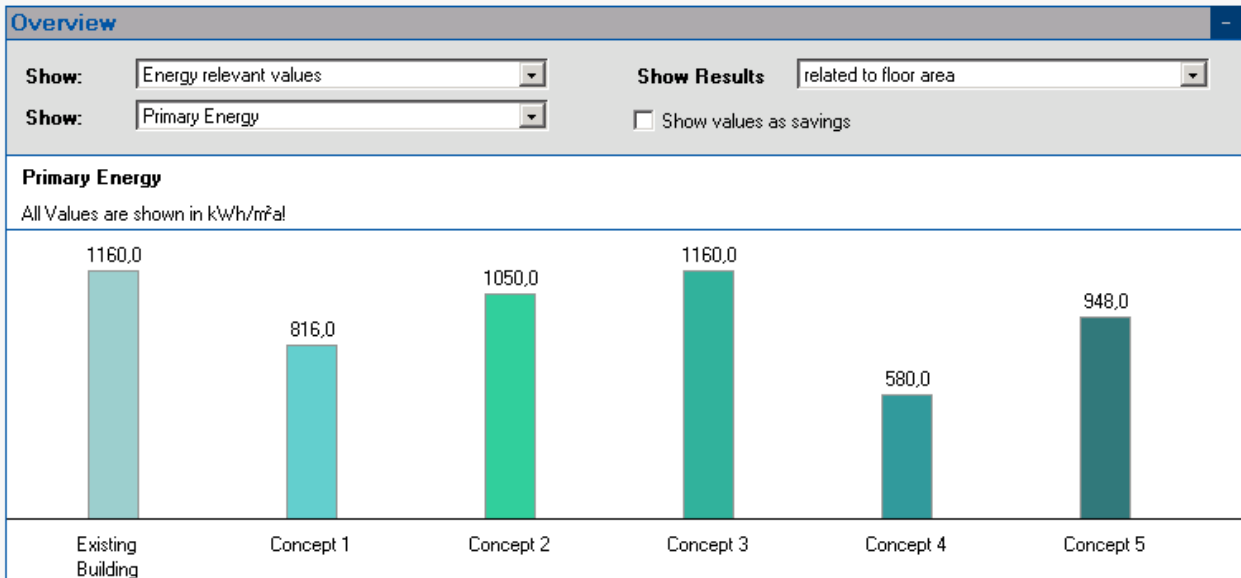 Overview
-
Show: Energy relevant values Show Results related to floor area
Show: Primary Energy Show values as savings
Primary Energy
All Values are shown in kWh/m²a!
1160,0 816,0 1050,0 1160,0 580,0 948,0
Existing Building Concept 1 Concept 2 Concept 3 Concept 4 Concept 5